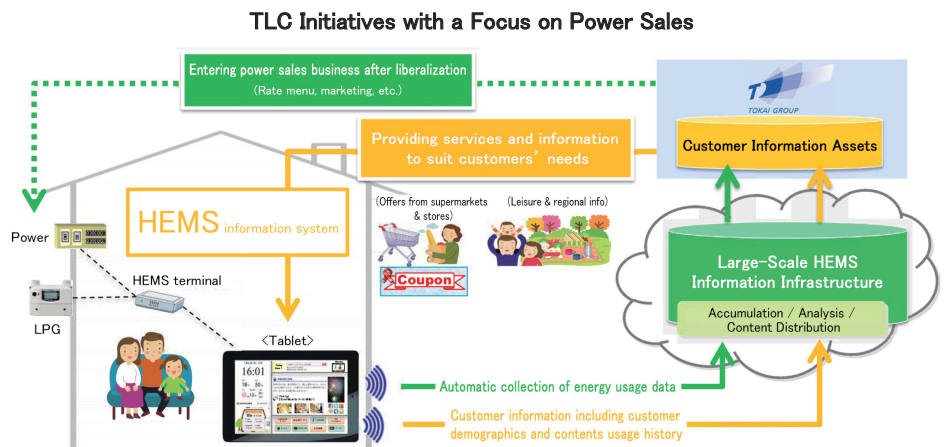 TLC Initiatives with a Focus on Power Sales
Entering power sales business after liberalization
(Rate menu, marketing, etc.)
TOKAI GROUP
Customer Information Assets
Providing services and information
to suit customers' needs
HEMS information system
(Offers from supermarkets
& stores)
(Leisure & regional info)
Coupon
Power
HEMS terminal
LPG
<Tablet>
16:01
Large-Scale HEMS
Information Infrastructure
Accumulation / Analysis /
Content Distribution
Automatic collection of energy usage data
Customer information including customer
demographics and contents usage history